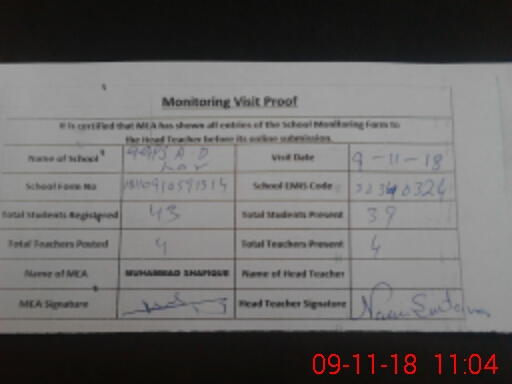 Monitoring Visit Proof
It is certified that MEA has shown all entries of the School Monitoring Form to
the Head Teacher before its online submission.
Name of School Visit Date 9-11-18
School Form No School EMIS Code
Total Students Registered 43 Total Students Present 39
Total Teachers Posted 4 Total Teachers Present 4
Name of MEA MUHAMMAD SHAFIQUE Name of Head Teacher
MEA Signature Head Teacher Signature
09-11-18 11:04